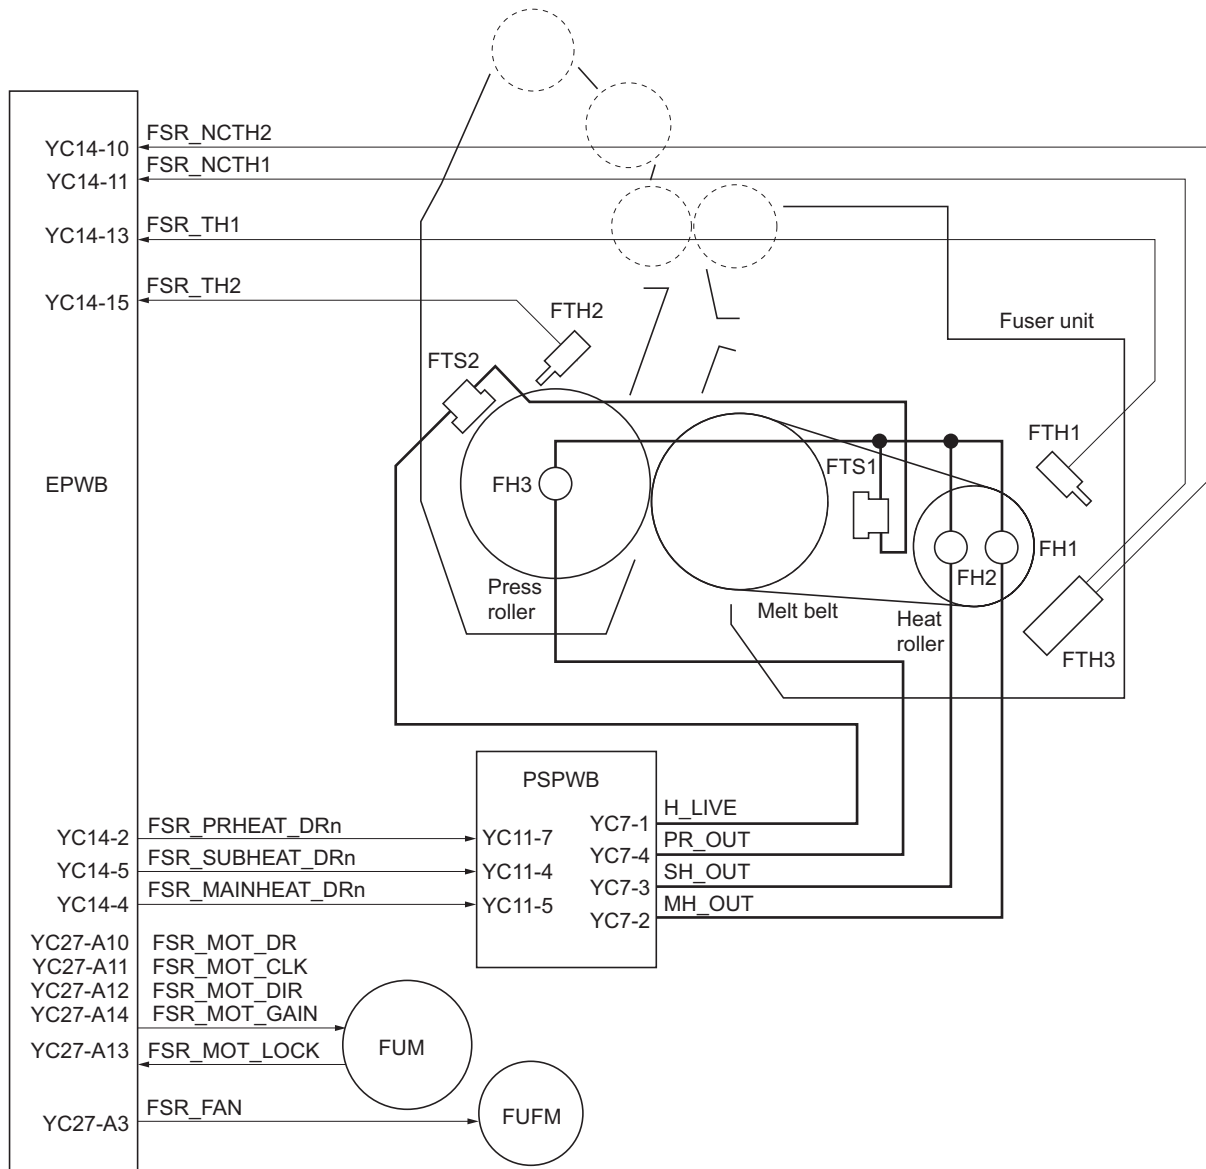 FSR_NCTH2
YC14-10
FSR_NCTH1
YC14-11
FSR_TH1
YC14-13
FSR_TH2
YC14-15
FTH2
Fuser unit
FTS2
FTH1
FTS1
EPWB
FH3
FH1
FH2
Press
roller
Melt belt
Heat
roller
FTH3
PSPWB
H_LIVE
YC7-1
FSR_PRHEAT_DRn
YC14-2
YC11-7
PR_OUT
YC7-4
FSR_SUBHEAT_DRn
YC14-5
YC11-4
SH_OUT
YC7-3
FSR_MAINHEAT_DRn
YC14-4
YC11-5
MH_OUT
YC7-2
YC27-A10 FSR_MOT_DR
YC27-A11 FSR_MOT_CLK
YC27-A12 FSR_MOT_DIR
YC27-A14 FSR_MOT_GAIN
YC27-A13 FSR_MOT_LOCK
FUM
FSR_FAN
YC27-A3
FUFM